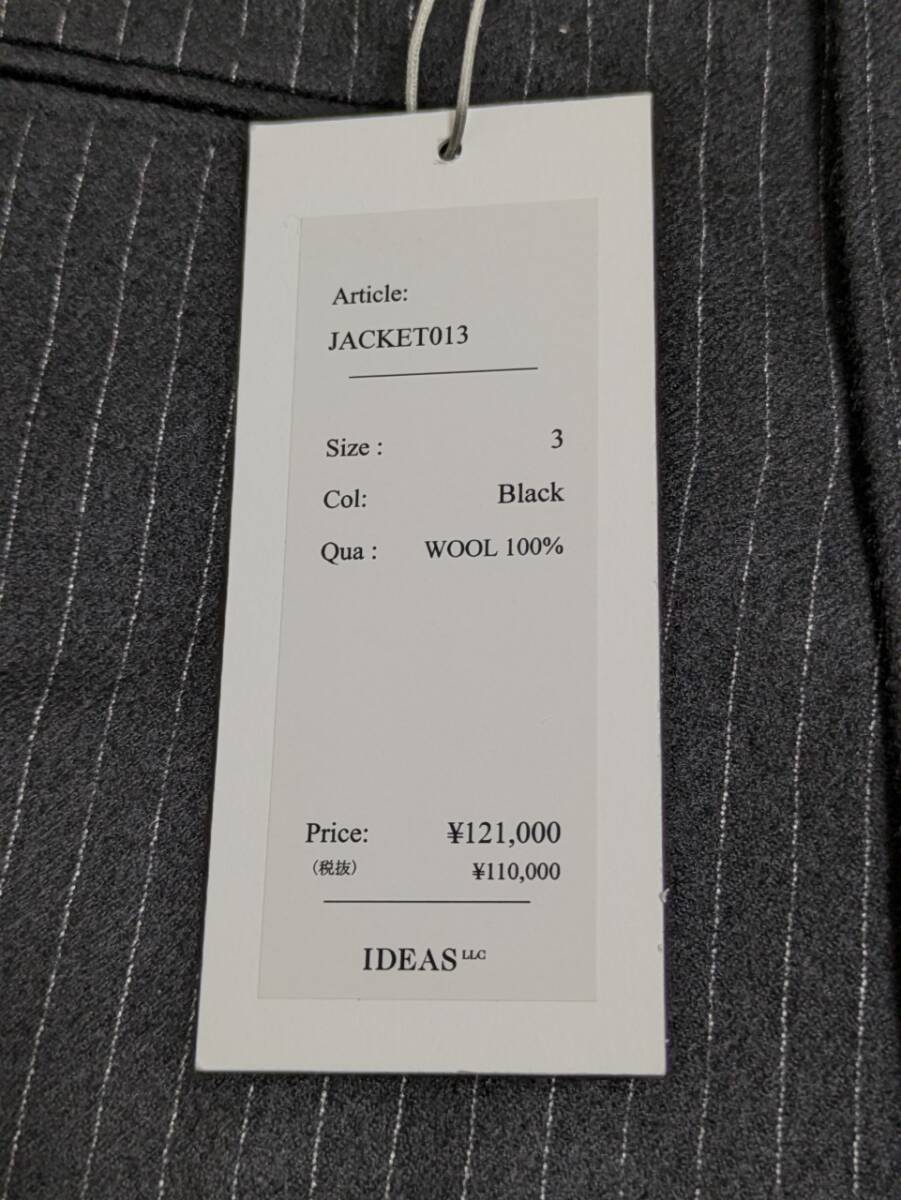 Article:
JACKET013
Size : 3
Col: Black
Qua : WOOL 100%
Price: ¥121,000
(税抜) ¥110,000
IDEAS LLC